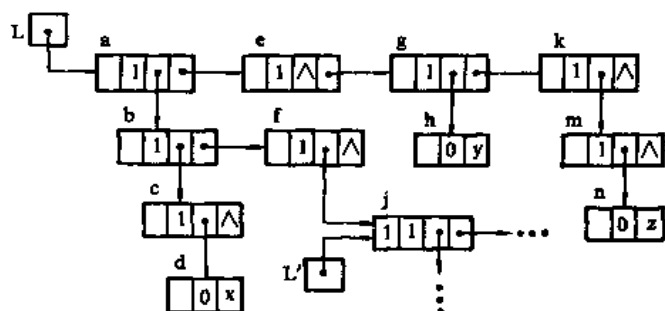 L
a e g k
1 1 ∧ 1 1 ∧
b f h m
1 1 ∧ 0 y 1 ∧
c j n
1 ∧ 1 1 ... 0 z
d L'
0 x